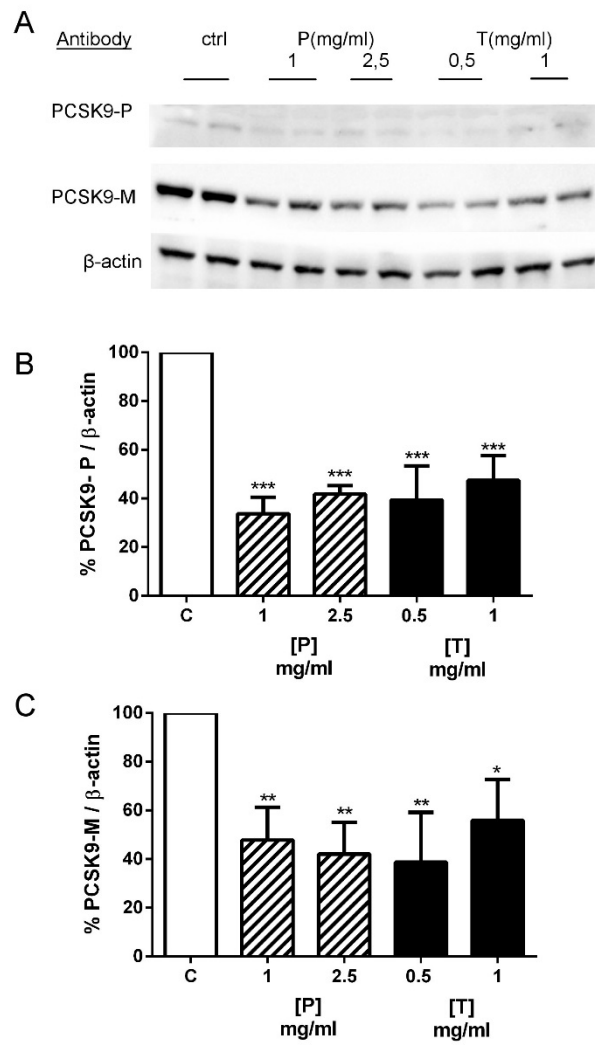 A
Antibody ctrl P(mg/ml) T(mg/ml)
1 2,5 0,5 1
PCSK9-P
PCSK9-M
β-actin
B
% PCSK9- P / β-actin
100
80
60
40
20
0
*** *** *** ***
C 1 2.5 0.5 1
[P] [T]
mg/ml mg/ml
C
% PCSK9-M / β-actin
100
80
60
40
20
0
** ** ** *
C 1 2.5 0.5 1
[P] [T]
mg/ml mg/ml